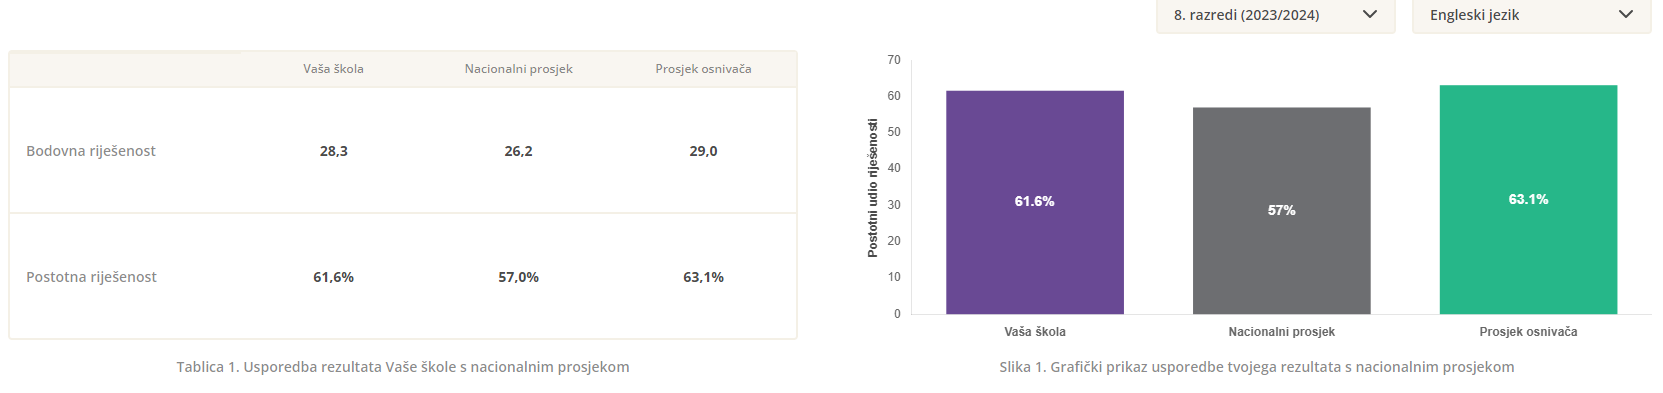 8. razredi (2023/2024)
Engleski jezik
Vaša škola Nacionalni prosjek Prosjek osnivača
Bodovna riješenost 28,3 26,2 29,0
Postotna riješenost 61,6% 57,0% 63,1%
Tablica 1. Usporedba rezultata Vaše škole s nacionalnim prosjekom
Postotni udio riješenosti
70
60
50
40
30
20
10
0
61.6%
57%
63.1%
Vaša škola Nacionalni prosjek Prosjek osnivača
Slika 1. Grafički prikaz usporedbe tvojega rezultata s nacionalnim prosjekom